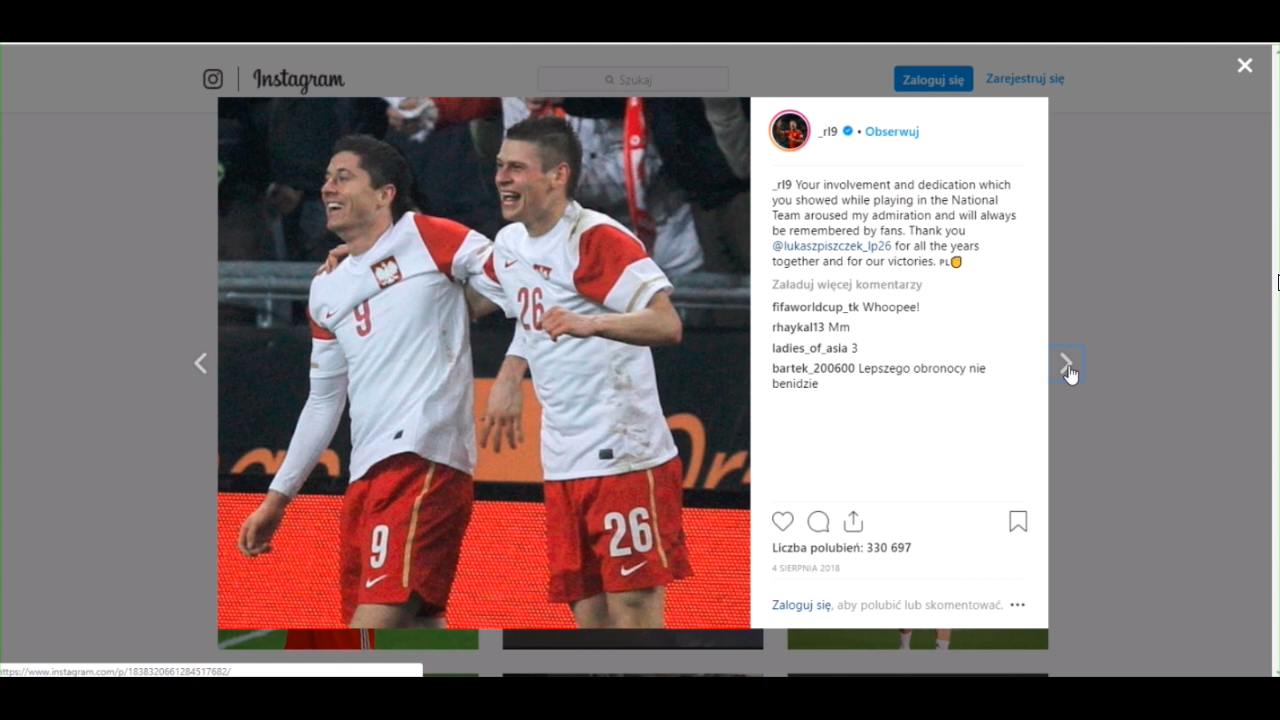 Instagram
Szukaj
Zaloguj się
Zarejestruj się
_rl9 • Obserwuj
_rl9 Your involvement and dedication which
you showed while playing in the National
Team aroused my admiration and will always
be remembered by fans. Thank you
@lukaszpiszczek_lp26 for all the years
together and for our victories. PL✊
Załaduj więcej komentarzy
fifaworldcup_tk Whoopee!
rhaykal13 Mm
ladies_of_asia 3
bartek_200600 Lepszego obronocy nie
benidzie
9
26
9
26
Liczba polubień: 330 697
4 SIERPNIA 2018
Zaloguj się, aby polubić lub skomentować.
https://www.instagram.com/p/1838320661284517682/